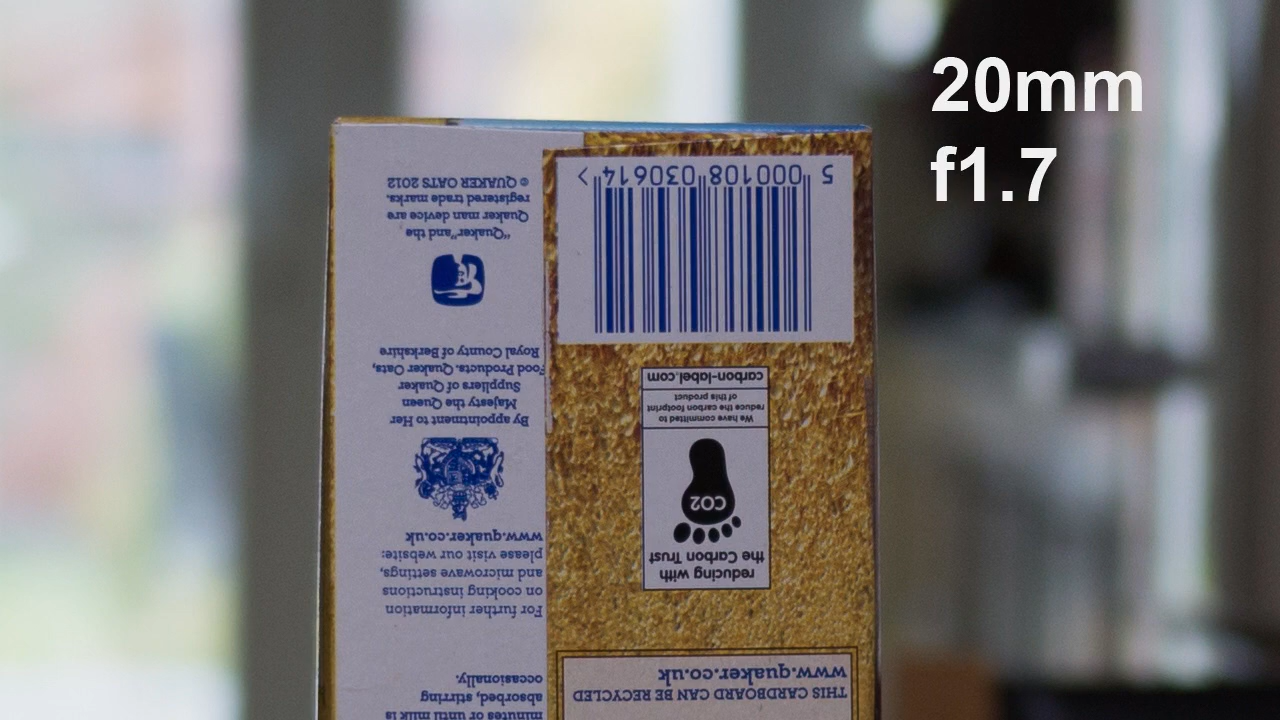 20mm
f1.7
THIS CARDBOARD CAN BE RECYCLED
www.quaker.co.uk
reducing with
the Carbon Trust
CO2
We have committed to
reduce the carbon footprint
of this product
carbon-label.com
5 000108 030614 >
minutes or until milk is
absorbed, stirring
occasionally.
For further information
on cooking instructions
and microwave settings,
please visit our website:
www.quaker.co.uk
By appointment to Her
Majesty the Queen
Suppliers of Quaker
Food Products. Quaker Oats,
Royal County of Berkshire
"Quaker"and"the
Quaker man device are
registered trade marks.
© QUAKER OATS 2012